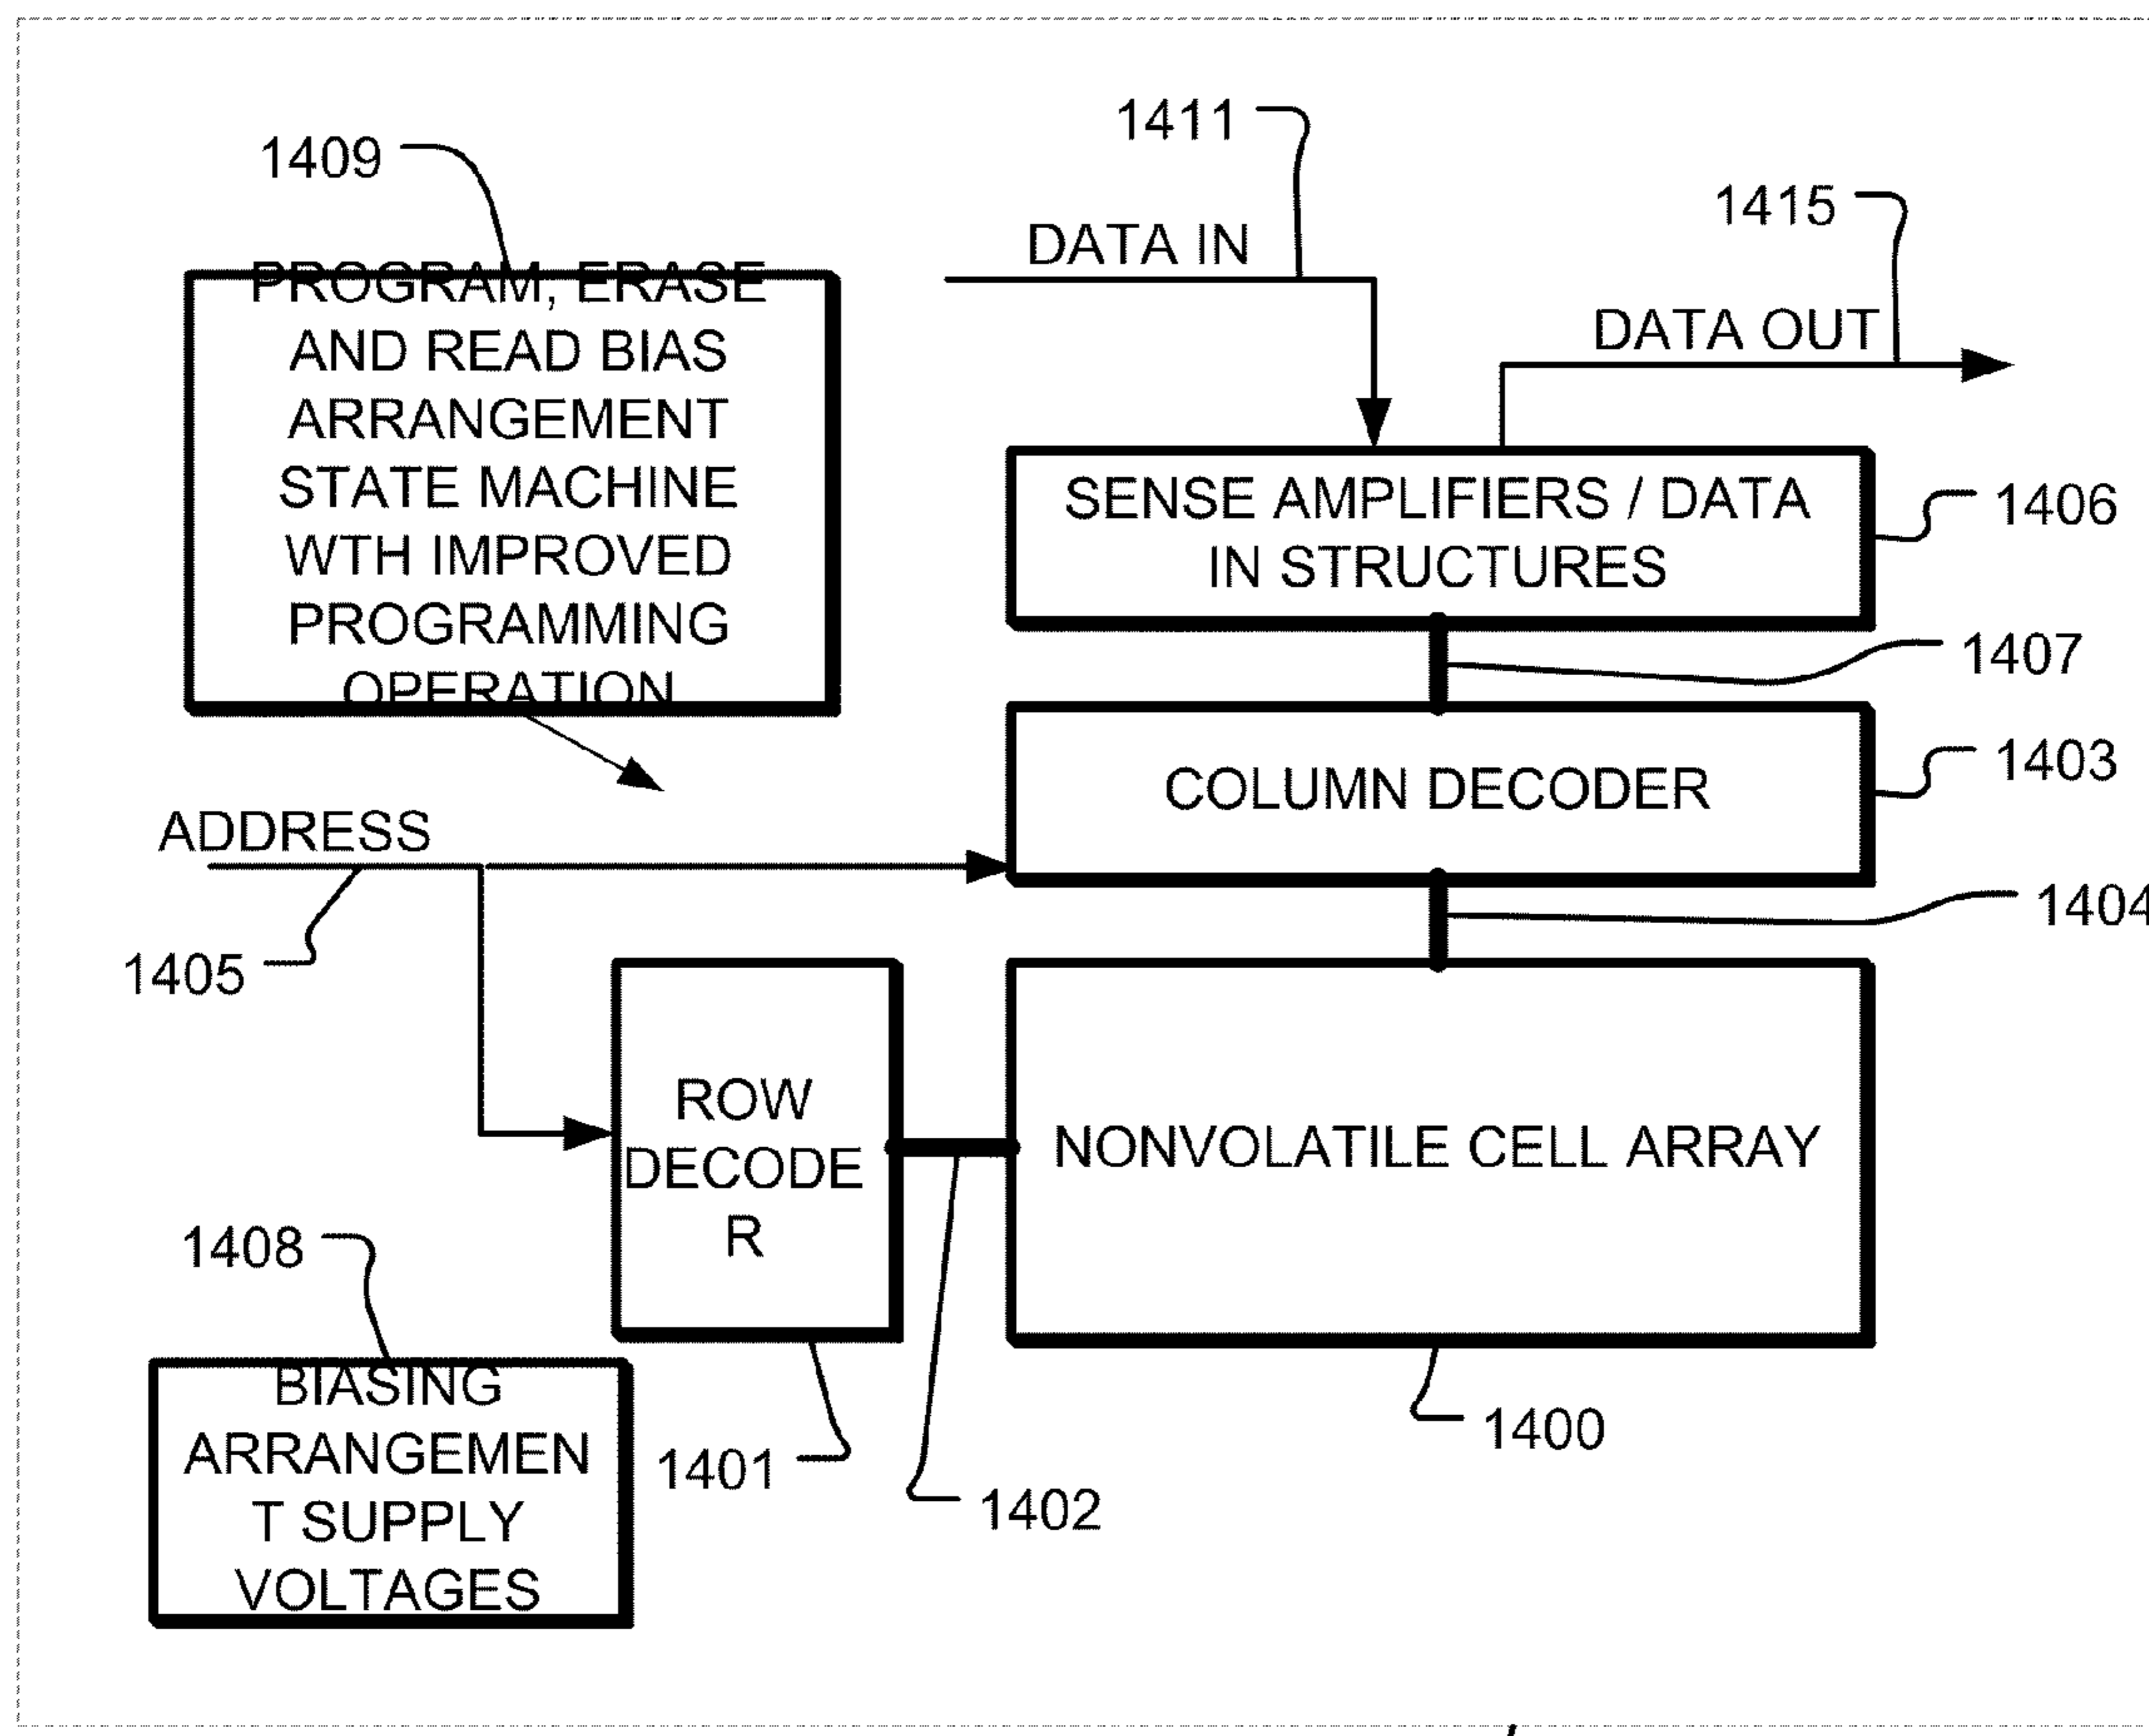 1411
1409
1415
DATA IN
PROGRAM, ERASE
AND READ BIAS
ARRANGEMENT
STATE MACHINE
WTH IMPROVED
PROGRAMMING
OPERATION
DATA OUT
SENSE AMPLIFIERS / DATA
IN STRUCTURES
1406
1407
COLUMN DECODER
1403
ADDRESS
1404
1405
ROW
DECODE
R
NONVOLATILE CELL ARRAY
1408
BIASING
ARRANGEMEN
T SUPPLY
VOLTAGES
1401
1402
1400